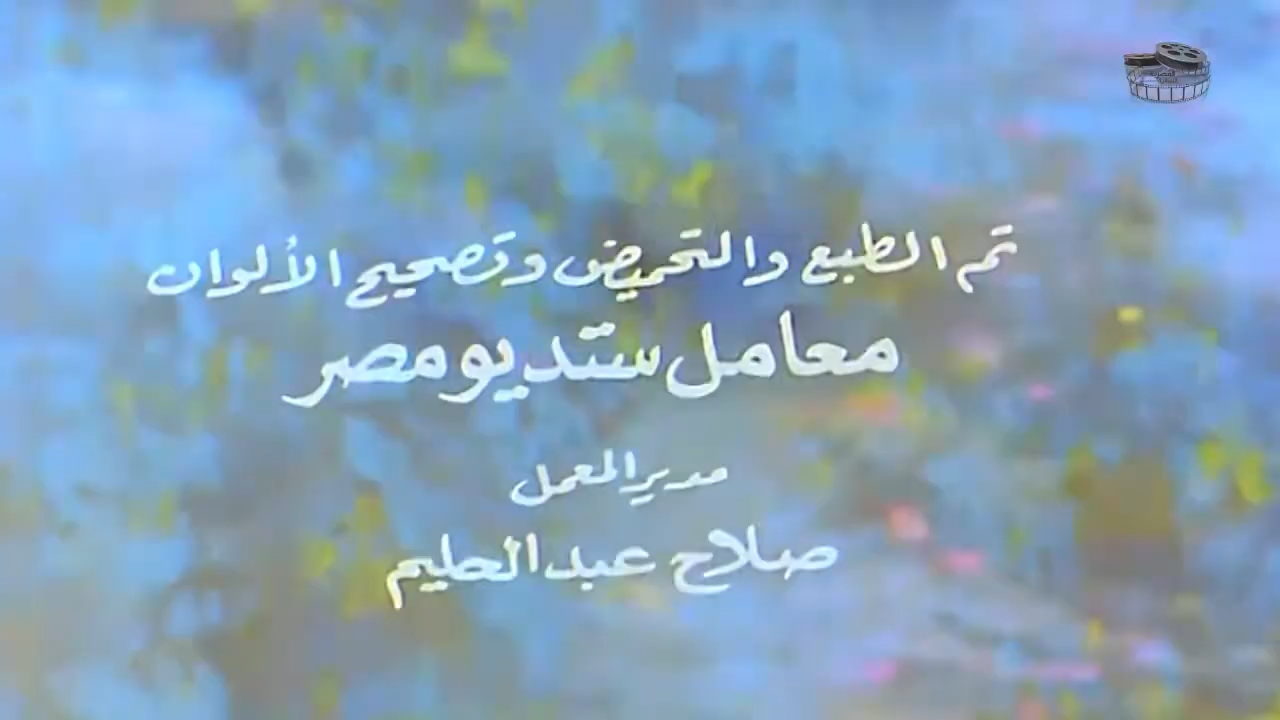 تم الطبع والتحميض وتصحيح الألوان
معامل ستديو مصر
مدير المعمل
صلاح عبد الحليم